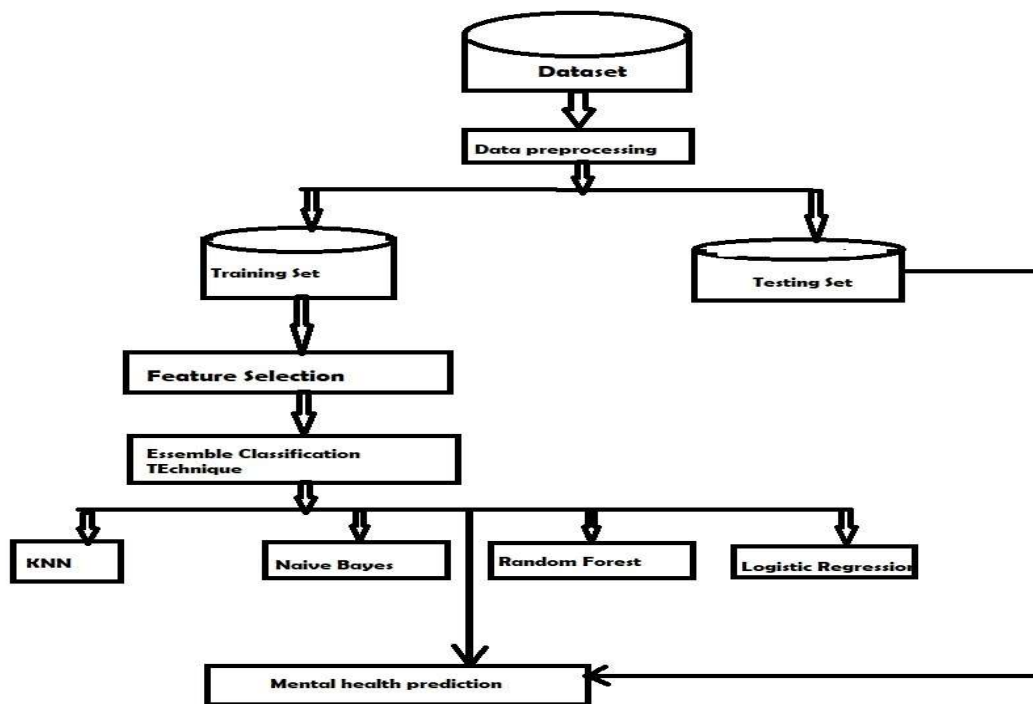 Dataset
Data preprocessing
Training Set
Testing Set
Feature Selection
Essemble Classification
TEchnique
KNN
Naive Bayes
Random Forest
Logistic Regression
Mental health prediction